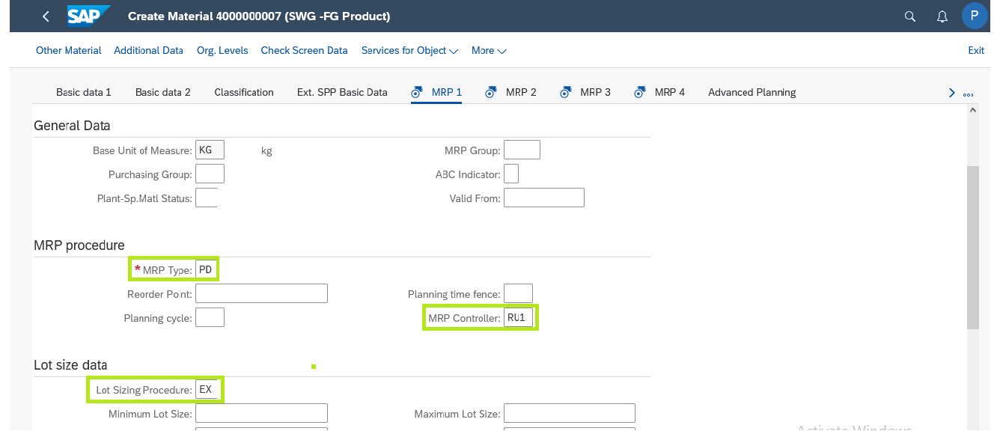 SAP Create Material 4000000007 (SWG -FG Product) P
Other Material Additional Data Org. Levels Check Screen Data Services for Object More Exit
Basic data 1 Basic data 2 Classification Ext. SPP Basic Data MRP 1 MRP 2 MRP 3 MRP 4 Advanced Planning
General Data
Base Unit of Measure: KG kg MRP Group:
Purchasing Group: ABC Indicator:
Plant-Sp.Matl Status: Valid From:
MRP procedure
* MRP Type: PD
Reorder Point: Planning time fence:
Planning cycle: MRP Controller: RU1
Lot size data
Lot Sizing Procedure: EX
Minimum Lot Size: Maximum Lot Size:
Activate Windows